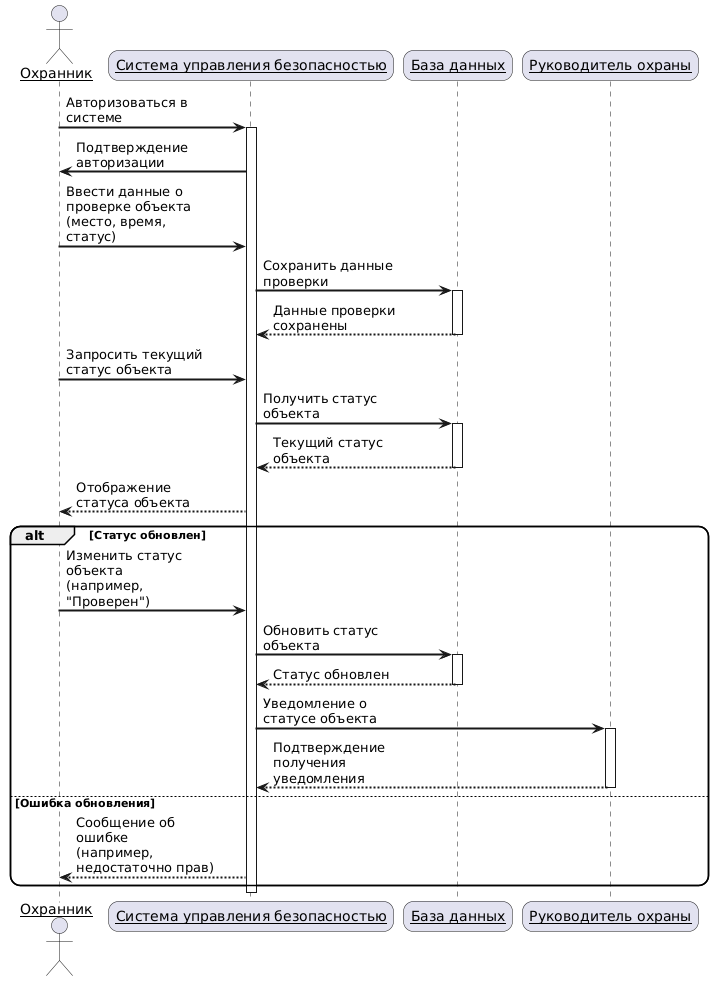 Охранник
Система управления безопасностью
База данных
Руководитель охраны
Авторизоваться в
системе
Подтверждение
авторизации
Ввести данные о
проверке объекта
(место, время,
статус)
Сохранить данные
проверки
Данные проверки
сохранены
Запросить текущий
статус объекта
Получить статус
объекта
Текущий статус
объекта
Отображение
статуса объекта
alt [Статус обновлен]
Изменить статус
объекта
(например,
"Проверен")
Обновить статус
объекта
Статус обновлен
Уведомление о
статусе объекта
Подтверждение
получения
уведомления
[Ошибка обновления]
Сообщение об
ошибке
(например,
недостаточно прав)
Охранник
Система управления безопасностью
База данных
Руководитель охраны